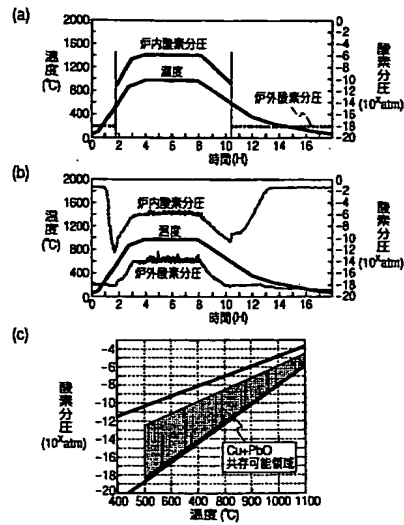 (a)
2000
1600
1200
800
400
0
温度
(℃)
炉内酸素分圧
温度
炉外酸素分圧
0
-2
-4
-6
-8
-10
-12
-14
-16
-18
-20
酸素分圧
(10ˣatm)
0 2 4 6 8 10 12 14 16
時間(H)
(b)
2000
1600
1200
800
400
0
温度
(℃)
炉内酸素分圧
温度
炉外酸素分圧
0
-2
-4
-6
-8
-10
-12
-14
-16
-18
-20
酸素分圧
(10ˣatm)
0 2 4 6 8 10 12 14 16
時間(H)
(c)
-4
-6
-8
-10
-12
-14
-16
-18
-20
酸素分圧
(10ˣatm)
Cu+PbO
共存可能領域
400 500 600 700 800 900 1000 1100
温度(℃)